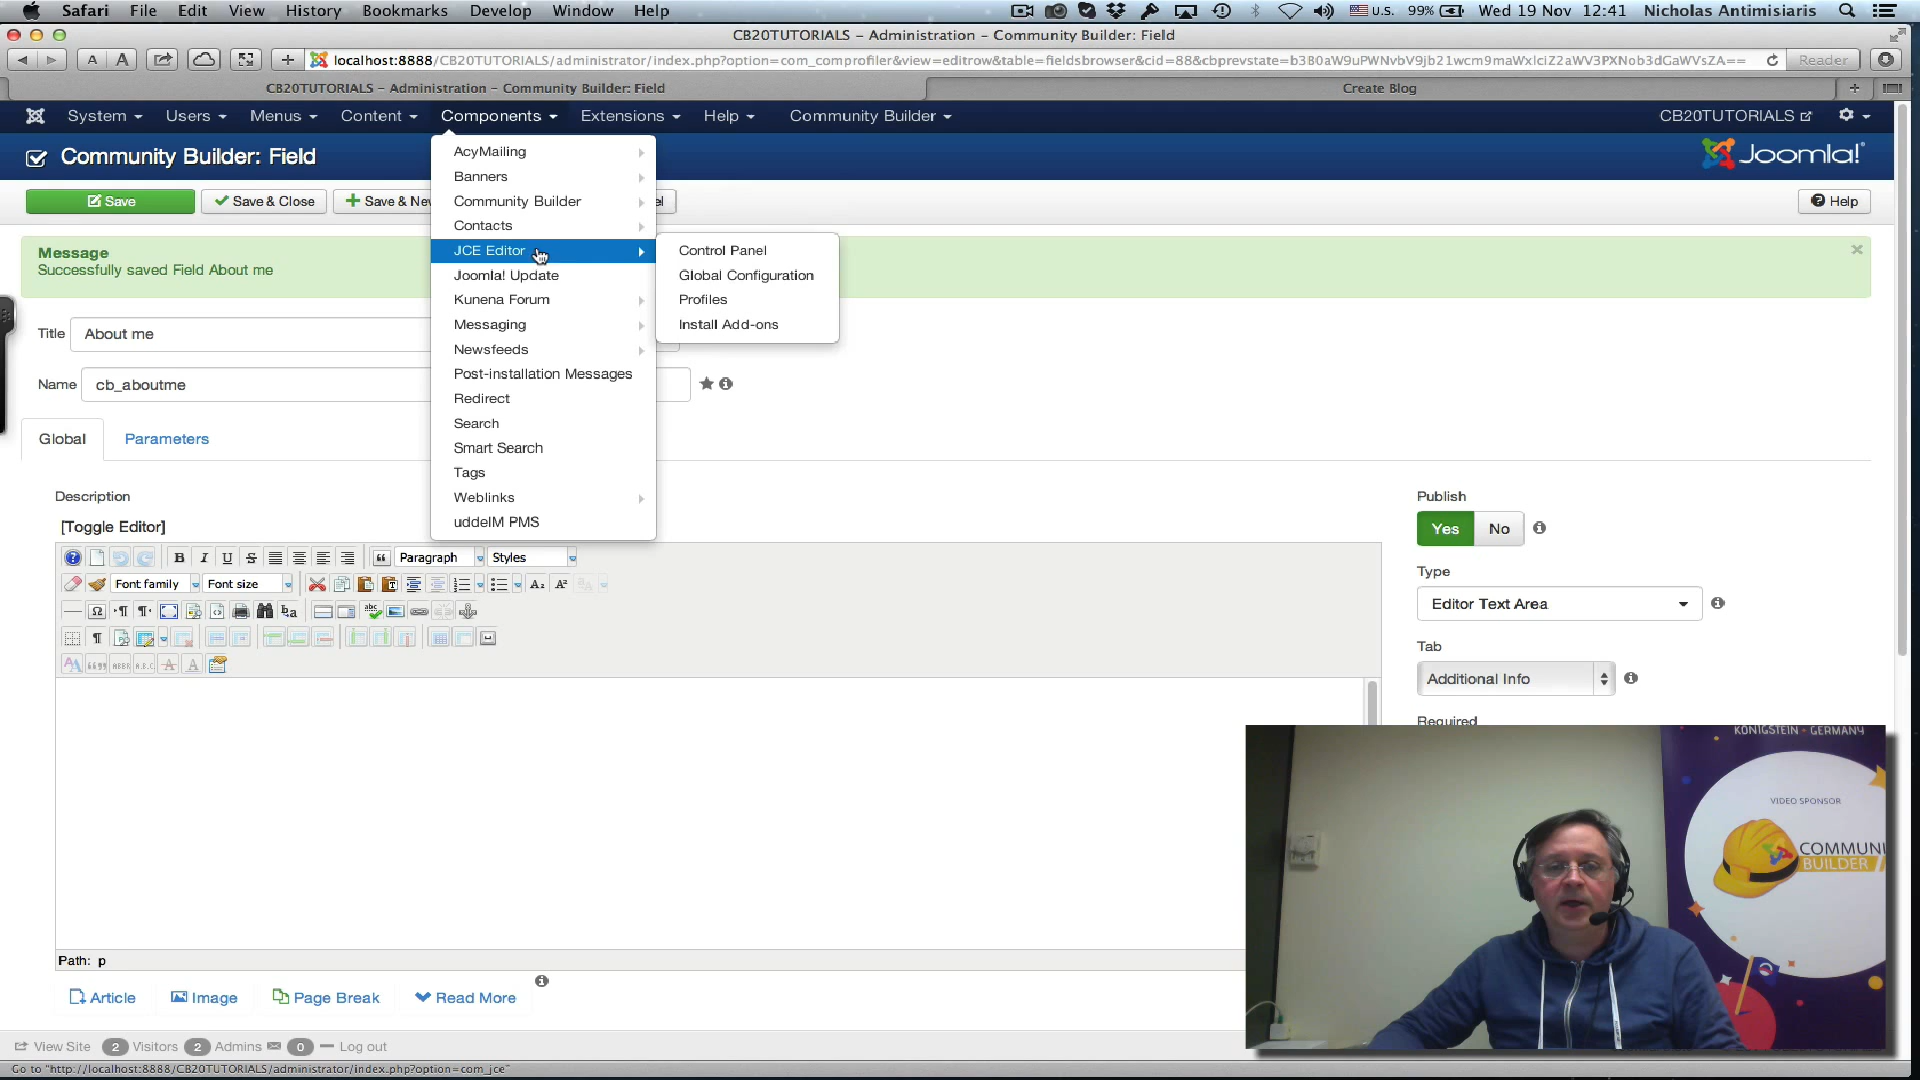 Safari File Edit View History Bookmarks Develop Window Help U.S. 99% Wed 19 Nov 12:41 Nicholas Antimisiaris
CB20TUTORIALS – Administration – Community Builder: Field
A A localhost:8888/CB20TUTORIALS/administrator/index.php?option=com_comprofiler&view=editrow&table=fieldsbrowser&cid=88&cbprevstate= Reader
CB20TUTORIALS – Administration – Community Builder: Field Create Blog
System Users Menus Content Components Extensions Help Community Builder CB20TUTORIALS
Community Builder: Field Joomla!
Save Save & Close Save & New el Help
AcyMailing
Banners
Community Builder
Contacts
JCE Editor
Joomla! Update
Kunena Forum
Messaging
Newsfeeds
Post-installation Messages
Redirect
Search
Smart Search
Tags
Weblinks
uddeIM PMS
Control Panel
Global Configuration
Profiles
Install Add-ons
Message
Successfully saved Field About me
Title About me
Name cb_aboutme
Global Parameters
Description
[Toggle Editor]
B I U S Paragraph Styles
Font family Font size
Path: p
Article Image Page Break Read More
Publish
Yes No
Type
Editor Text Area
Tab
Additional Info
Required
KÖNIGSTEIN - GERMANY
VIDEO SPONSOR
COMMUNI
BUILDER
View Site 2 Visitors 2 Admins 0 Log out
Go to "http://localhost:8888/CB20TUTORIALS/administrator/index.php?option=com_jce"